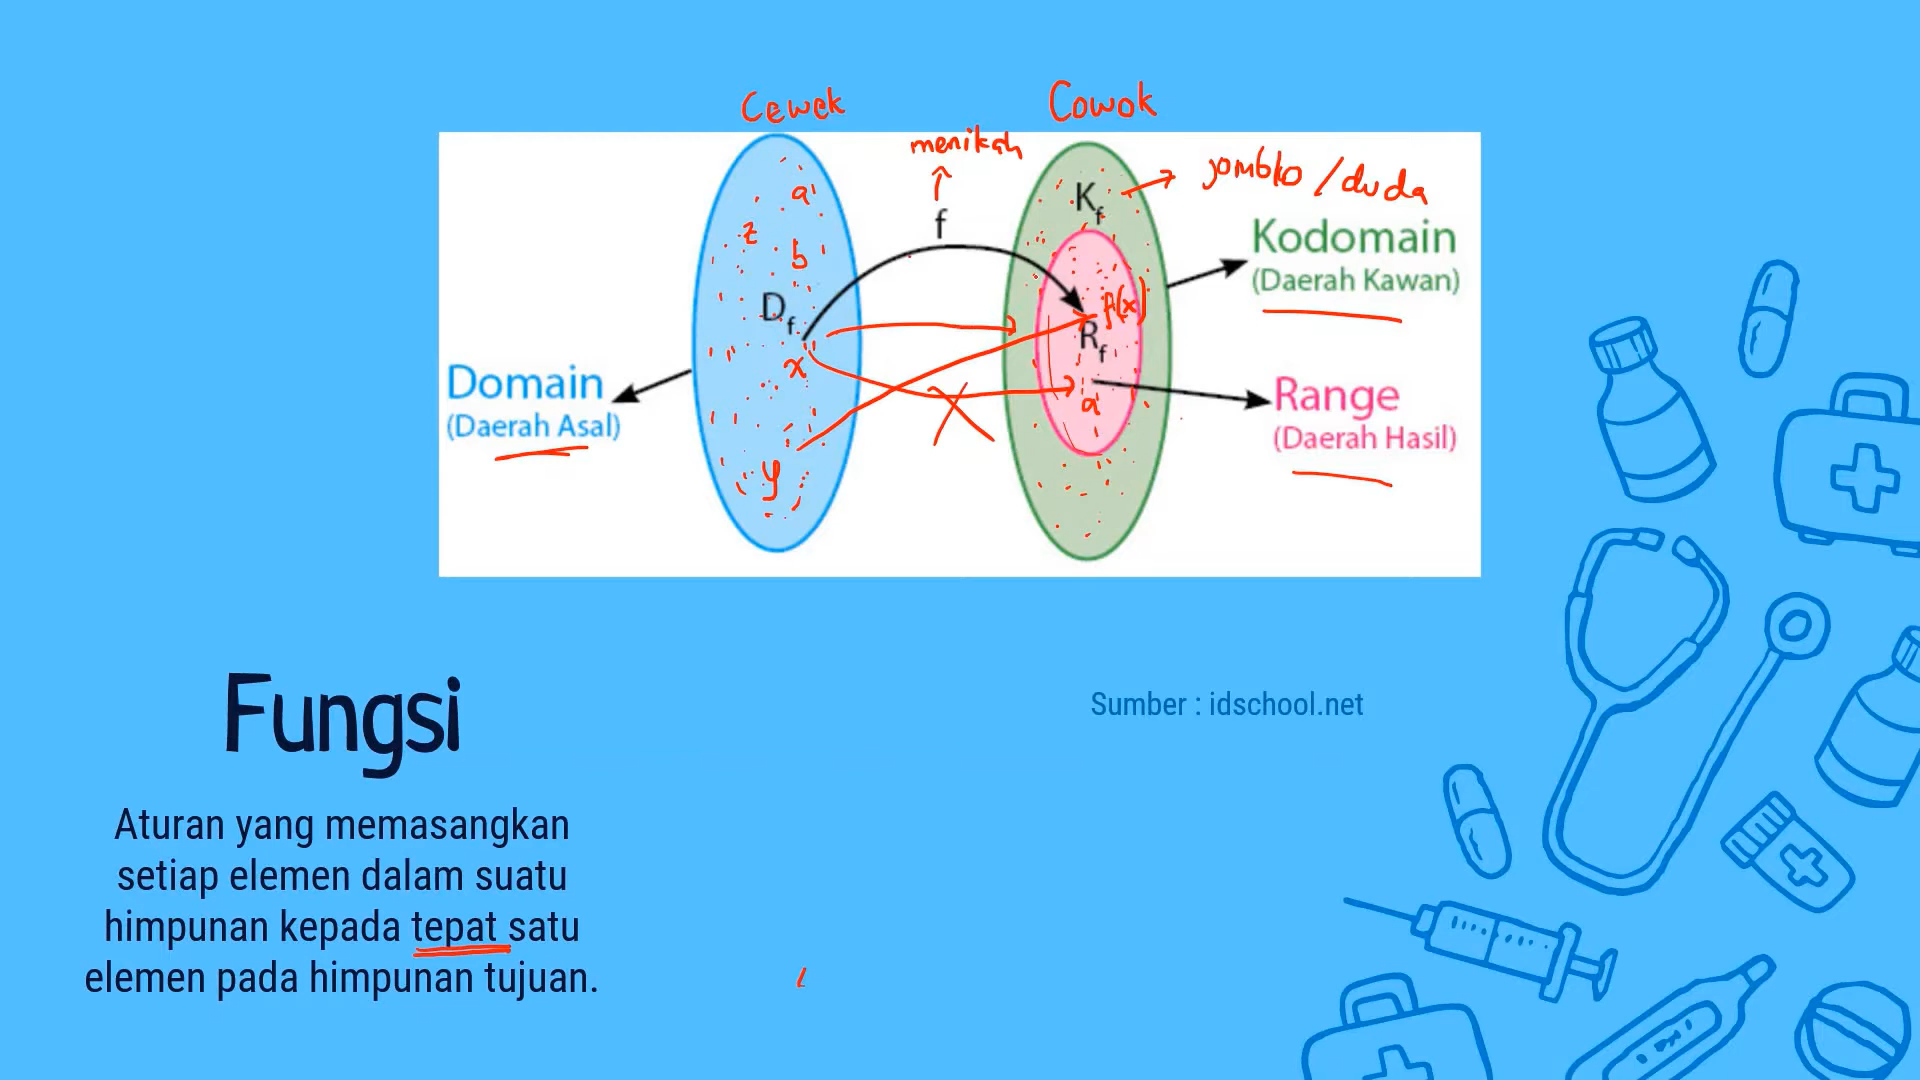 Cewek
Cowok
menikah
jomblo / duda
a
z
b
f
K f
Kodomain
(Daerah Kawan)
D f
f(x)
R f
x
Domain
(Daerah Asal)
a
Range
(Daerah Hasil)
y
Fungsi
Sumber : idschool.net
Aturan yang memasangkan
setiap elemen dalam suatu
himpunan kepada tepat satu
elemen pada himpunan tujuan.